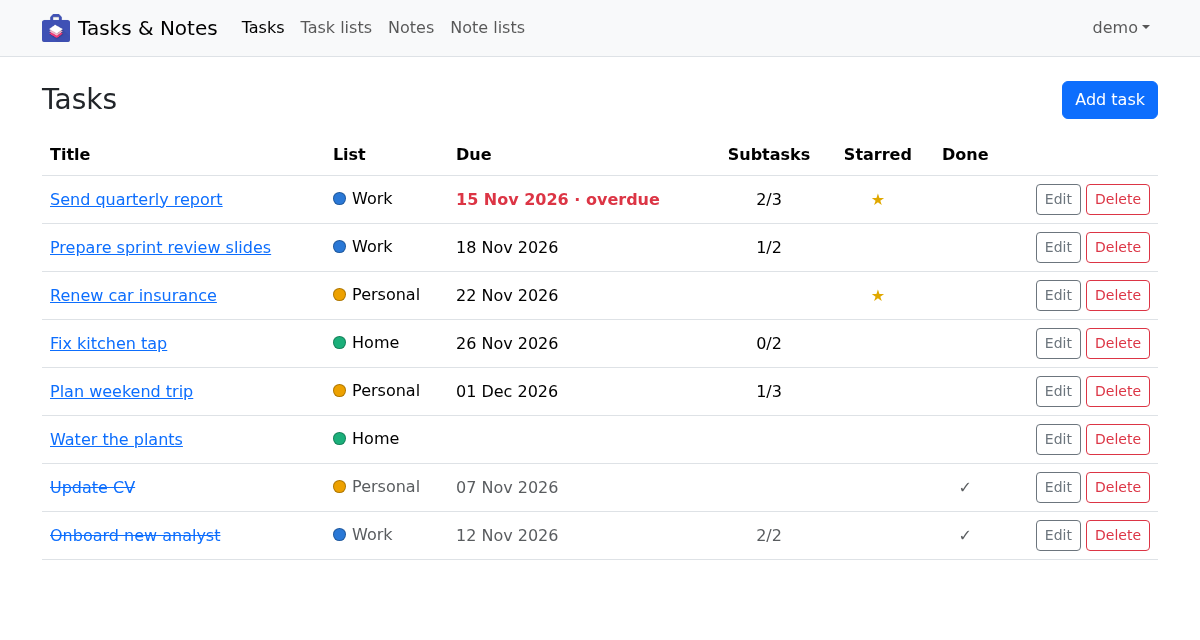 Tasks & Notes Tasks Task lists Notes Note lists demo
Tasks Add task
Title List Due Subtasks Starred Done
Send quarterly report Work 15 Nov 2026 · overdue 2/3 ★ Edit Delete
Prepare sprint review slides Work 18 Nov 2026 1/2 Edit Delete
Renew car insurance Personal 22 Nov 2026 ★ Edit Delete
Fix kitchen tap Home 26 Nov 2026 0/2 Edit Delete
Plan weekend trip Personal 01 Dec 2026 1/3 Edit Delete
Water the plants Home Edit Delete
Update CV Personal 07 Nov 2026 ✓ Edit Delete
Onboard new analyst Work 12 Nov 2026 2/2 ✓ Edit Delete